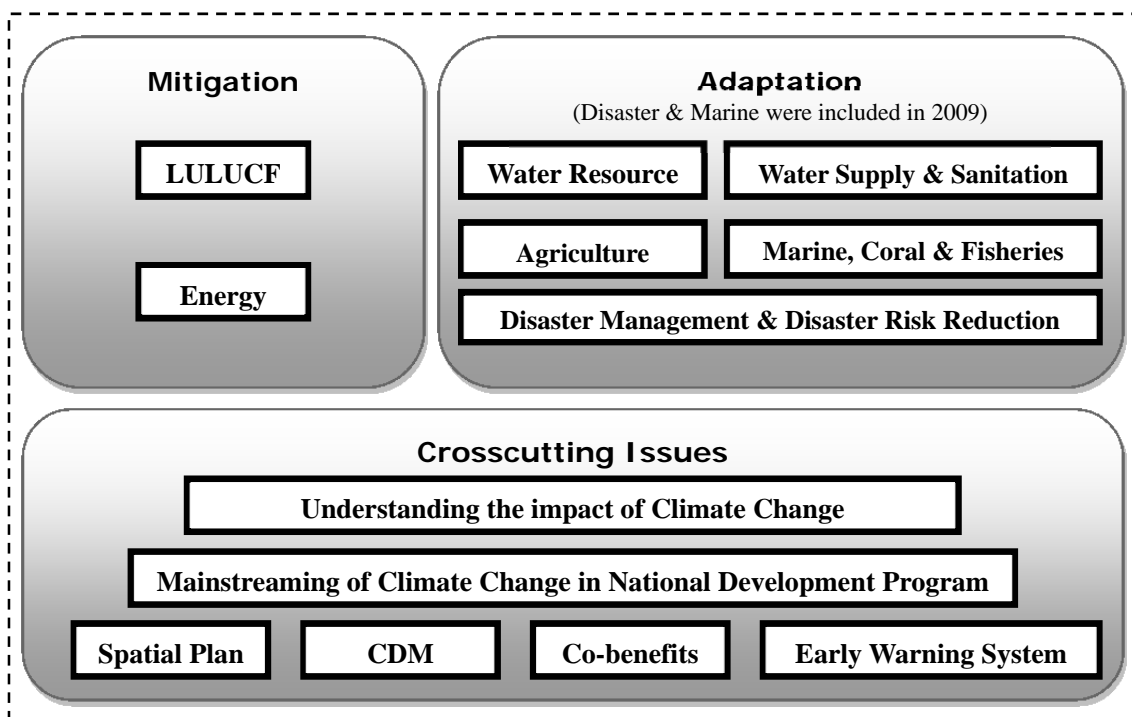 Mitigation
LULUCF
Energy
Adaptation
(Disaster & Marine were included in 2009)
Water Resource
Water Supply & Sanitation
Agriculture
Marine, Coral & Fisheries
Disaster Management & Disaster Risk Reduction
Crosscutting Issues
Understanding the impact of Climate Change
Mainstreaming of Climate Change in National Development Program
Spatial Plan
CDM
Co-benefits
Early Warning System